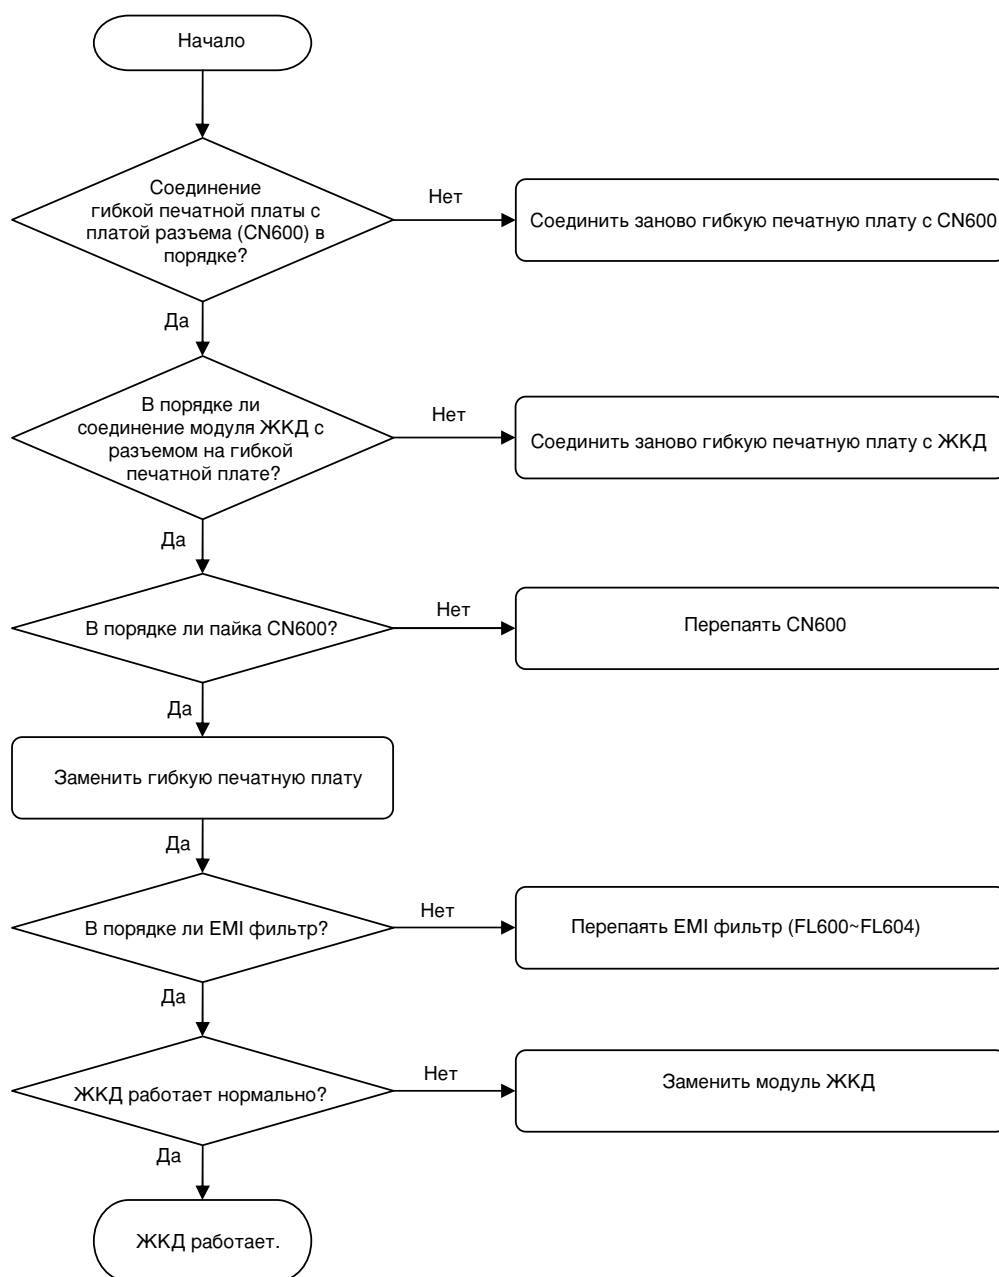 Начало
Соединение
гибкой печатной платы с
платой разъема (CN600) в
порядке?
Нет
Соединить заново гибкую печатную плату с CN600
Да
В порядке ли
соединение модуля ЖКД с
разъемом на гибкой
печатной плате?
Нет
Соединить заново гибкую печатную плату с ЖКД
Да
В порядке ли пайка CN600?
Нет
Перепаять CN600
Да
Заменить гибкую печатную плату
Да
В порядке ли EMI фильтр?
Нет
Перепаять EMI фильтр (FL600~FL604)
Да
ЖКД работает нормально?
Нет
Заменить модуль ЖКД
Да
ЖКД работает.